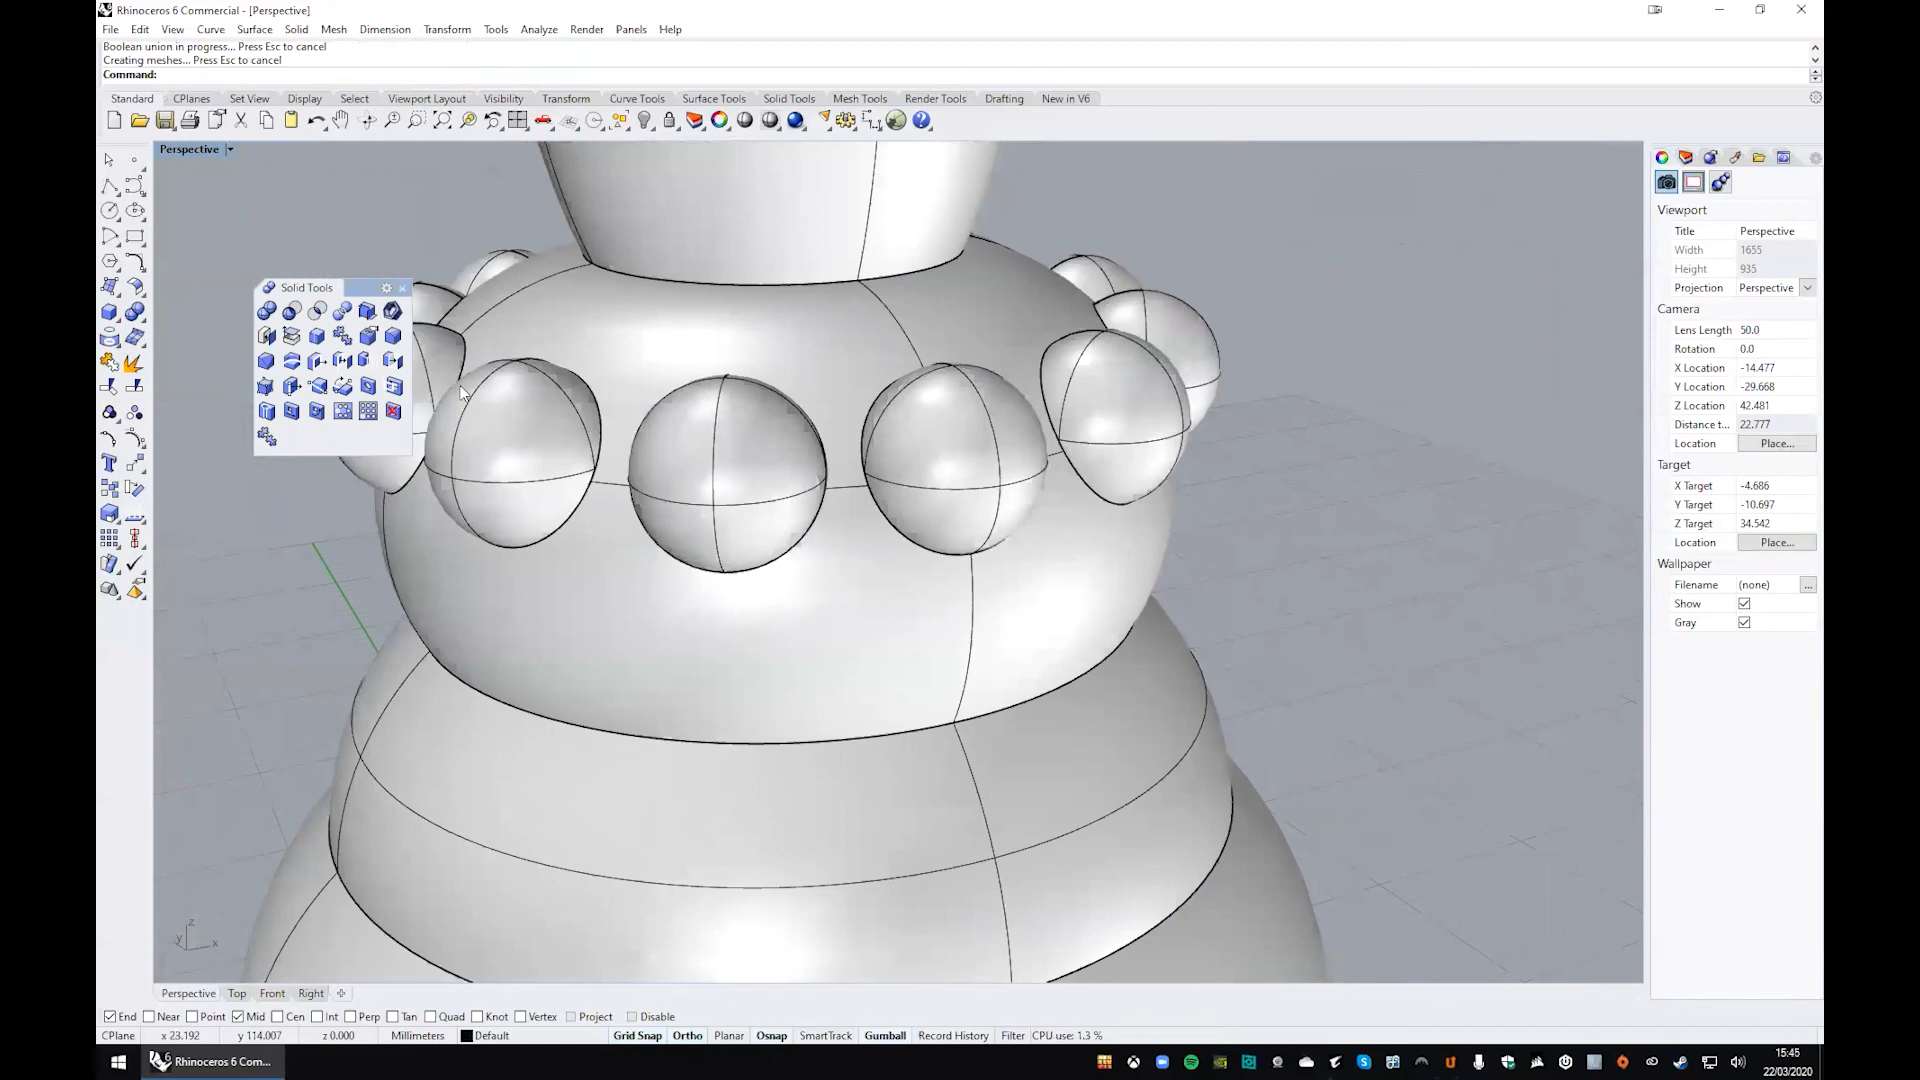 Rhinoceros 6 Commercial - [Perspective]
File Edit View Curve Surface Solid Mesh Dimension Transform Tools Analyze Render Panels Help
Boolean union in progress... Press Esc to cancel
Creating meshes... Press Esc to cancel
Command:
Standard CPlanes Set View Display Select Viewport Layout Visibility Transform Curve Tools Surface Tools Solid Tools Mesh Tools Render Tools Drafting New in V6
Perspective
Solid Tools
Viewport
Title Perspective
Width 1655
Height 935
Projection Perspective
Camera
Lens Length 50.0
Rotation 0.0
X Location -14.477
Y Location -29.668
Z Location 42.481
Distance t... 22.777
Location Place...
Target
X Target -4.686
Y Target -10.697
Z Target 34.542
Location Place...
Wallpaper
Filename (none) ...
Show
Gray
z
y x
Perspective Top Front Right
End Near Point Mid Cen Int Perp Tan Quad Knot Vertex Project Disable
CPlane x 23.192 y 114.007 z 0.000 Millimeters Default Grid Snap Ortho Planar Osnap SmartTrack Gumball Record History Filter CPU use: 1.3 %
Rhinoceros 6 Com...
15:45
22/03/2020